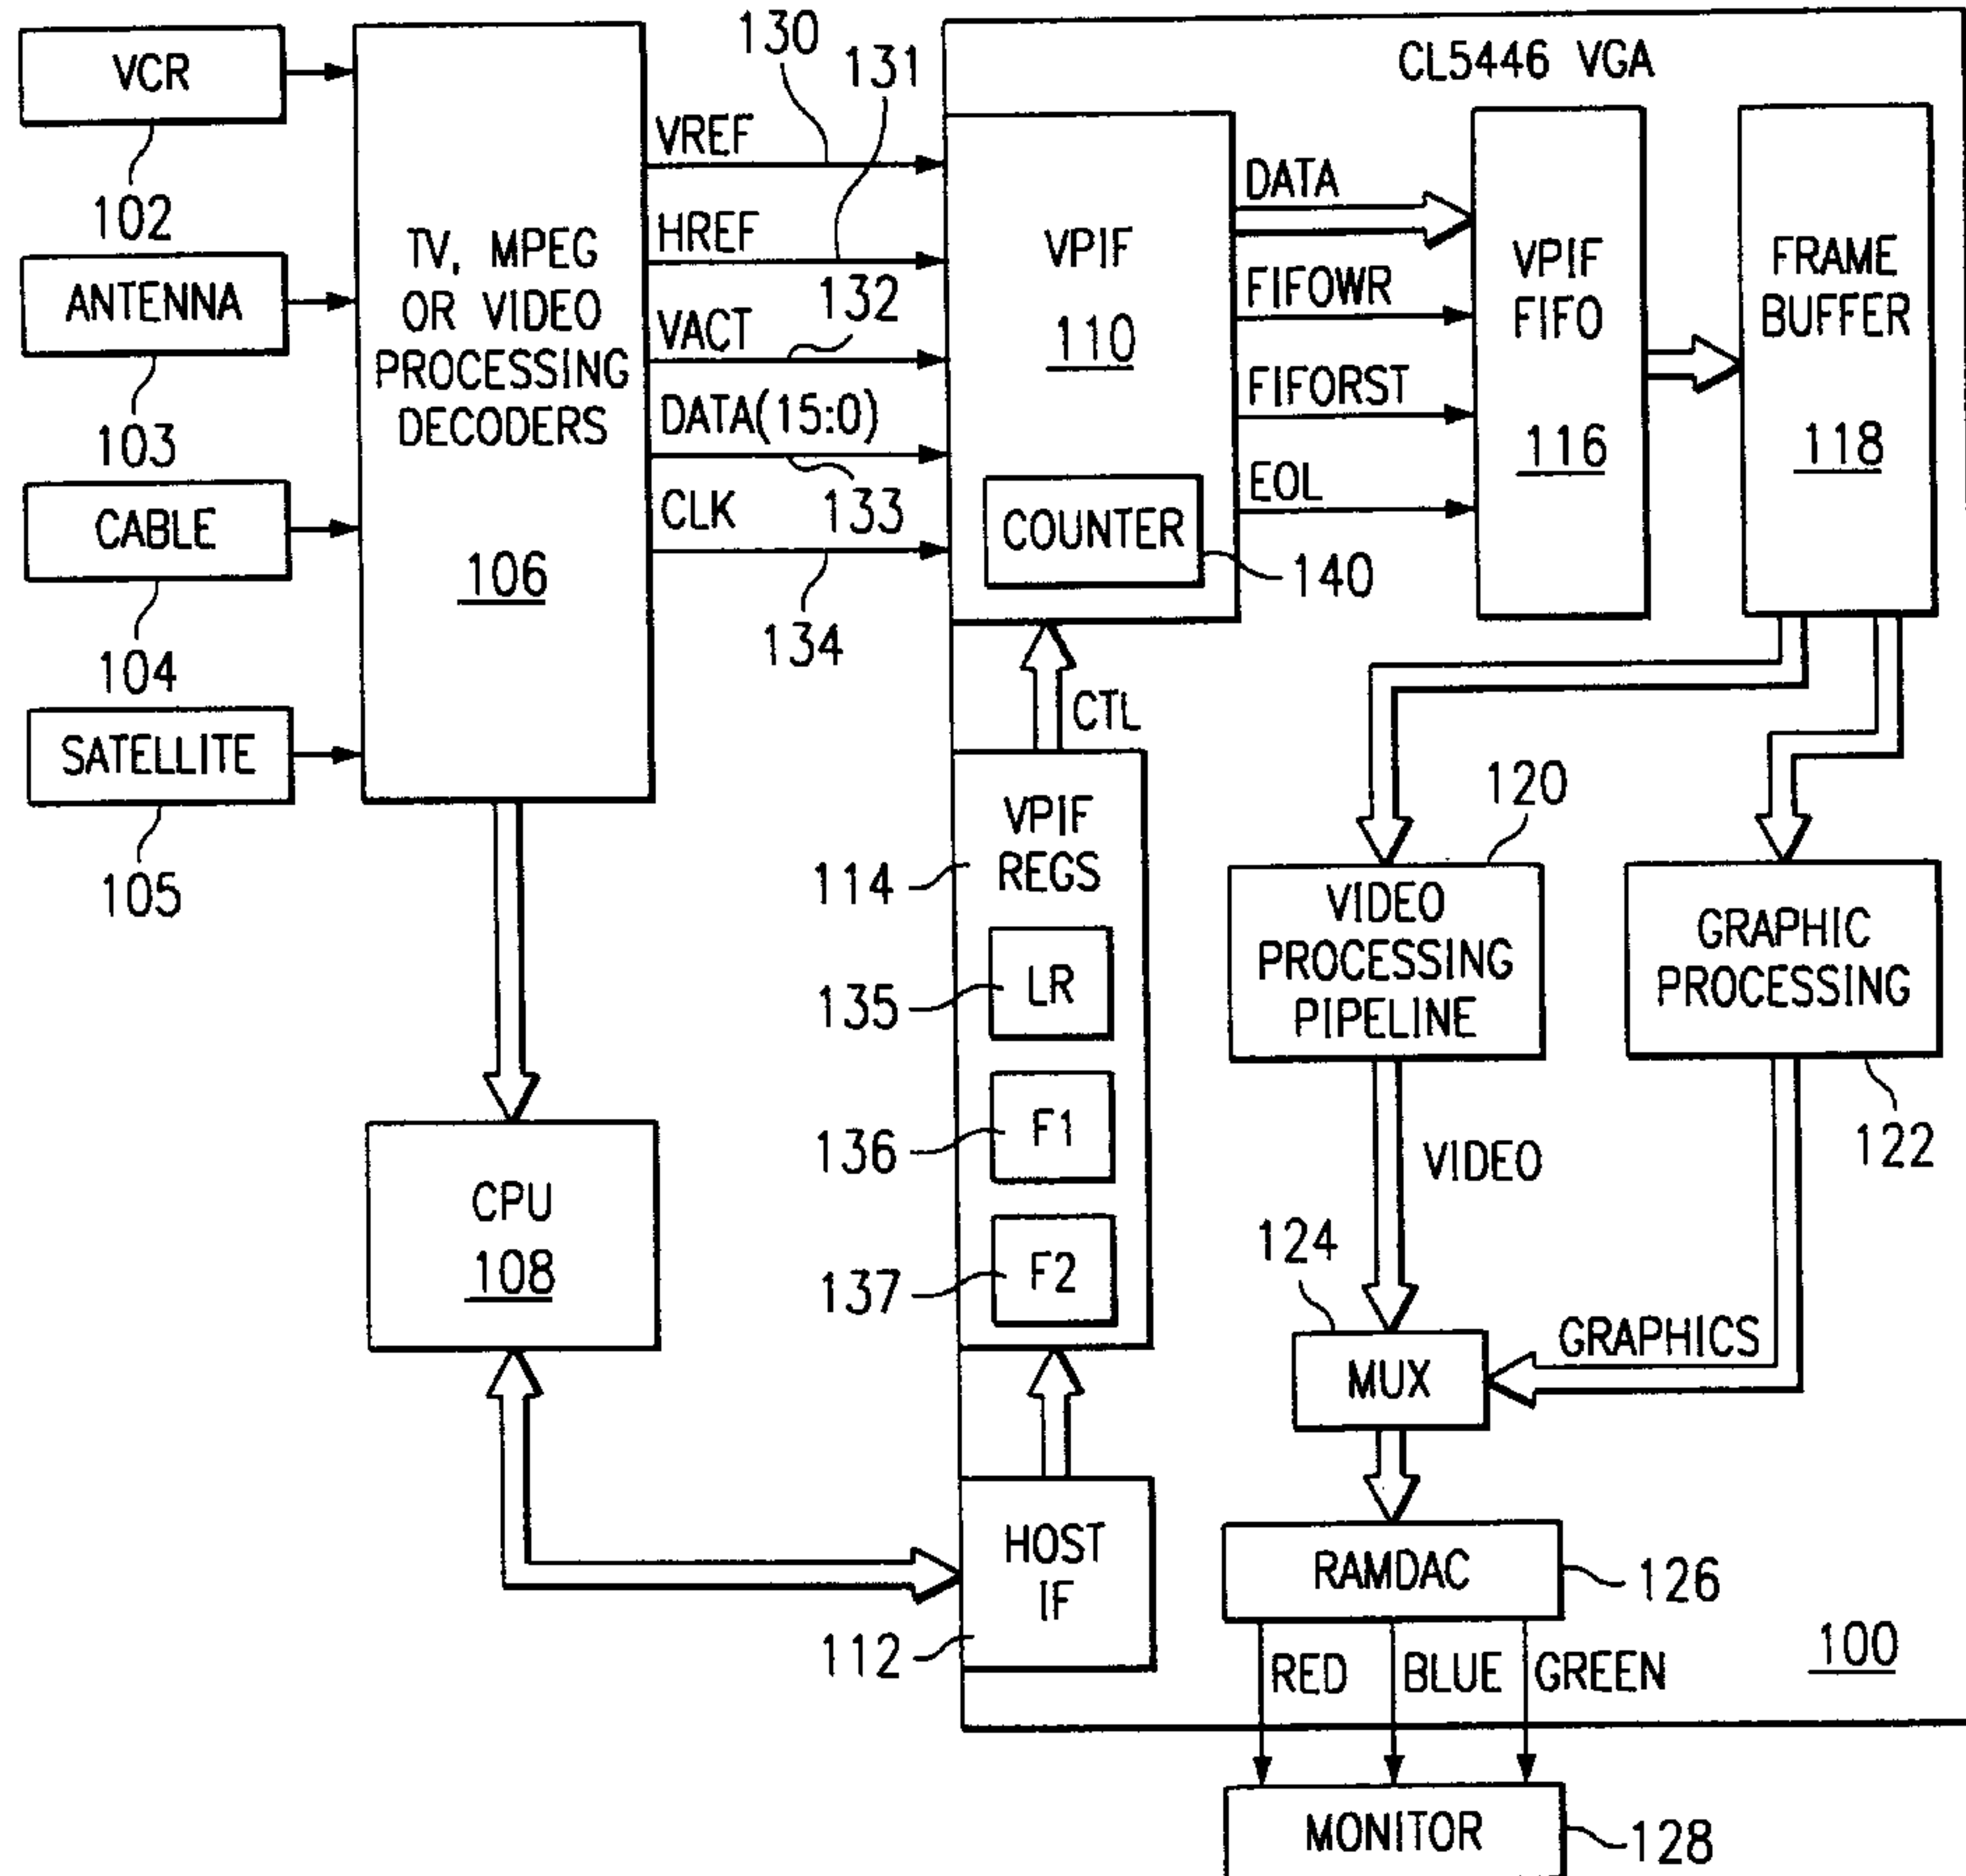 VCR
102
ANTENNA
103
CABLE
104
SATELLITE
105
TV, MPEG
OR VIDEO
PROCESSING
DECODERS
106
VREF
130
HREF
131
VACT
132
DATA(15:0)
133
CLK
134
CL5446 VGA
VPIF
110
COUNTER
140
DATA
FIFOWR
FIFORST
EOL
VPIF
FIFO
116
FRAME
BUFFER
118
CTL
VPIF
REGS
114
LR
135
F1
136
F2
137
CPU
108
HOST
IF
112
120
VIDEO
PROCESSING
PIPELINE
GRAPHIC
PROCESSING
122
VIDEO
124
MUX
GRAPHICS
RAMDAC
126
RED
BLUE
GREEN
100
MONITOR
128